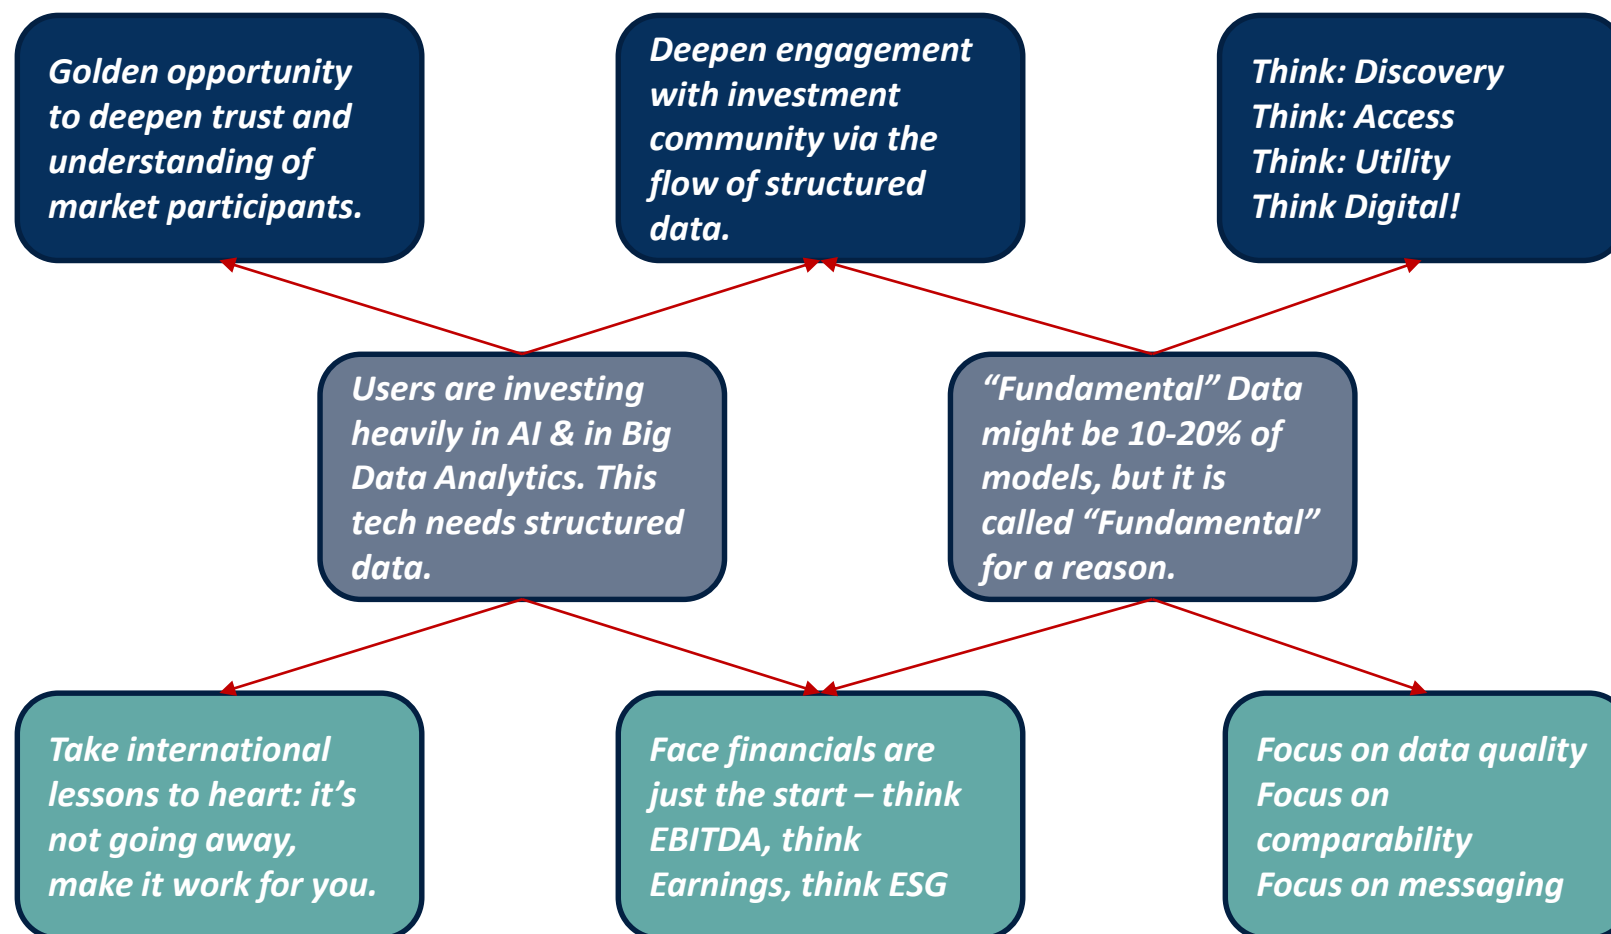 Golden opportunity
to deepen trust and
understanding of
market participants.
Deepen engagement
with investment
community via the
flow of structured
data.
Think: Discovery
Think: Access
Think: Utility
Think Digital!
Users are investing
heavily in AI & in Big
Data Analytics. This
tech needs structured
data.
“Fundamental” Data
might be 10-20% of
models, but it is
called “Fundamental”
for a reason.
Take international
lessons to heart: it’s
not going away,
make it work for you.
Face financials are
just the start – think
EBITDA, think
Earnings, think ESG
Focus on data quality
Focus on
comparability
Focus on messaging